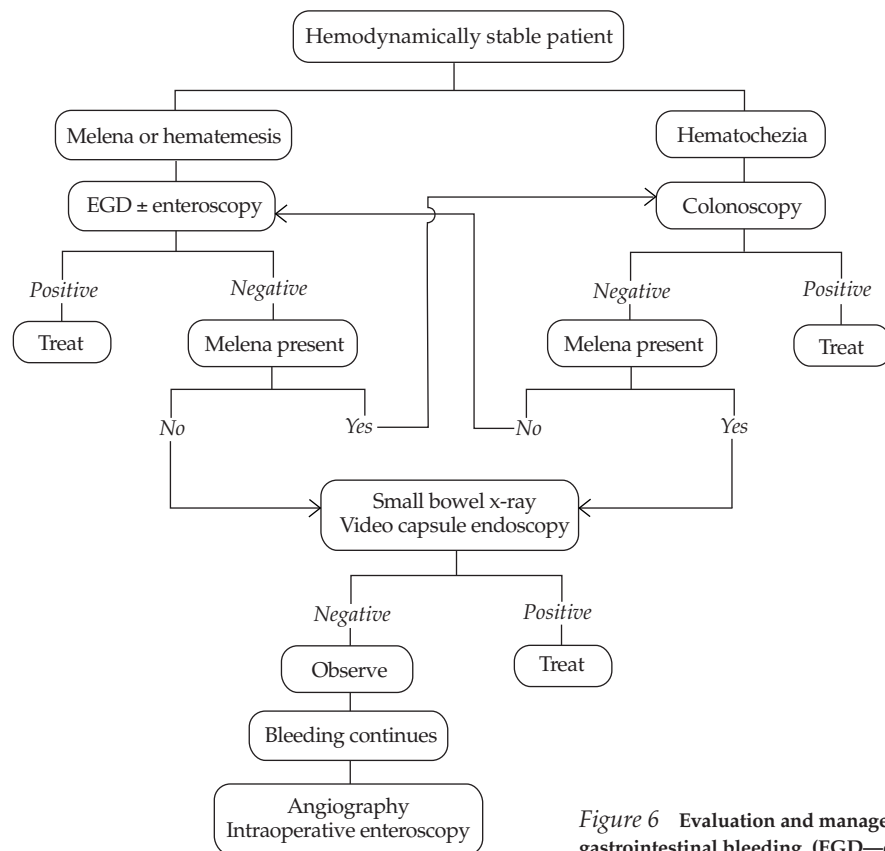 Hemodynamically stable patient
Melena or hematemesis
Hematochezia
EGD ± enteroscopy
Colonoscopy
Positive
Negative
Negative
Positive
Treat
Melena present
Melena present
Treat
No
Yes
No
Yes
Small bowel x-ray
Video capsule endoscopy
Negative
Positive
Observe
Treat
Bleeding continues
Angiography
Intraoperative enteroscopy
Figure 6 Evaluation and manage
gastrointestinal bleeding. (EGD—